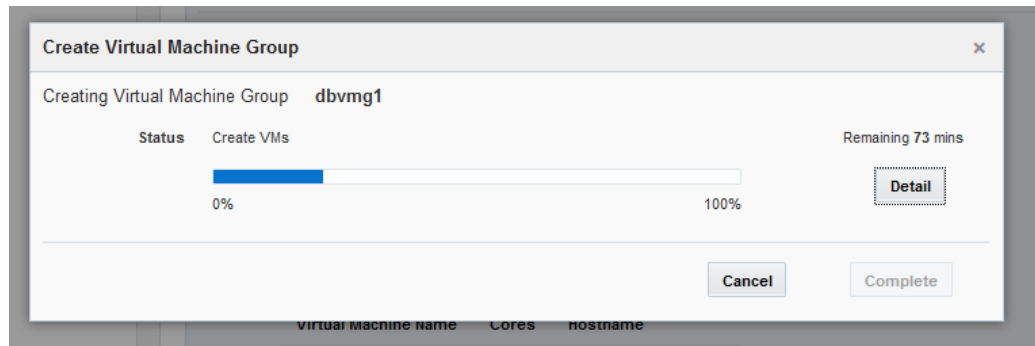 Create Virtual Machine Group ×
Creating Virtual Machine Group dbvmg1
Status Create VMs Remaining 73 mins
Detail
0% 100%
Cancel Complete
Virtual Machine Name Cores Hostname